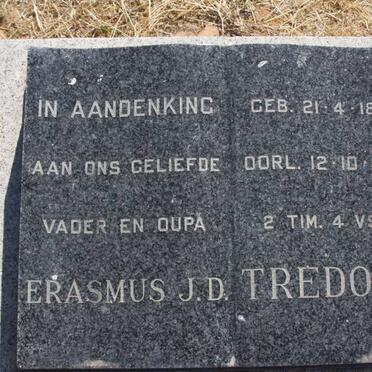 IN AANDENKING GEB. 21-4-18
AAN ONS GELIEFDE OORL. 12-10-
VADER EN OUPA 2 TIM. 4 VS
ERASMUS J.D. TREDO